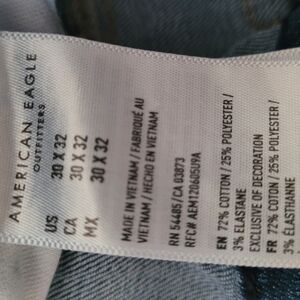 AMERICAN EAGLE
OUTFITTERS
US 30 X 32
CA 30 X 32
MX 30 X 32
MADE IN VIETNAM / FABRIQUÉ AU
VIETNAM / HECHO EN VIETNAM
RN 54485/CA 03873
RFC# AEM1206050U9A
EN 72% COTTON / 25% POLYESTER /
3% ELASTANE
EXCLUSIVE OF DECORATION
FR 72% COTON / 25% POLYESTER /
3% ÉLASTHANNE